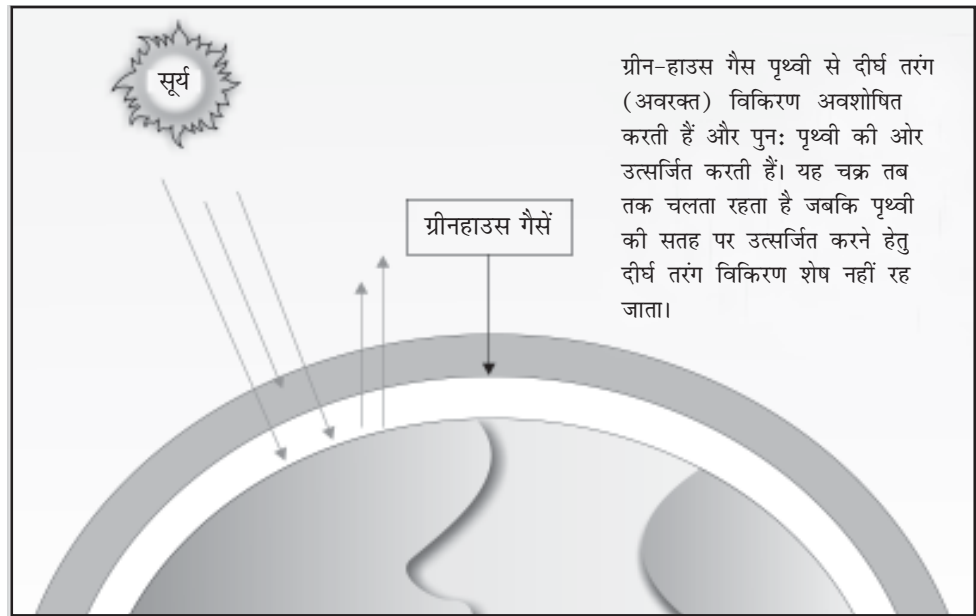 सूर्य
ग्रीन-हाउस गैस पृथ्वी से दीर्घ तरंग
(अवरक्त) विकिरण अवशोषित
करती हैं और पुन: पृथ्वी की ओर
उत्सर्जित करती हैं। यह चक्र तब
तक चलता रहता है जबकि पृथ्वी
की सतह पर उत्सर्जित करने हेतु
दीर्घ तरंग विकिरण शेष नहीं रह
जाता।
ग्रीनहाउस गैसें